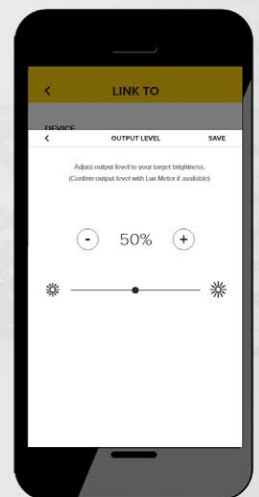 < LINK TO
DEVICE
< OUTPUT LEVEL SAVE
Adjust output level to your target brightness.
(Confirm output level with Lux Meter if available)
- 50% +